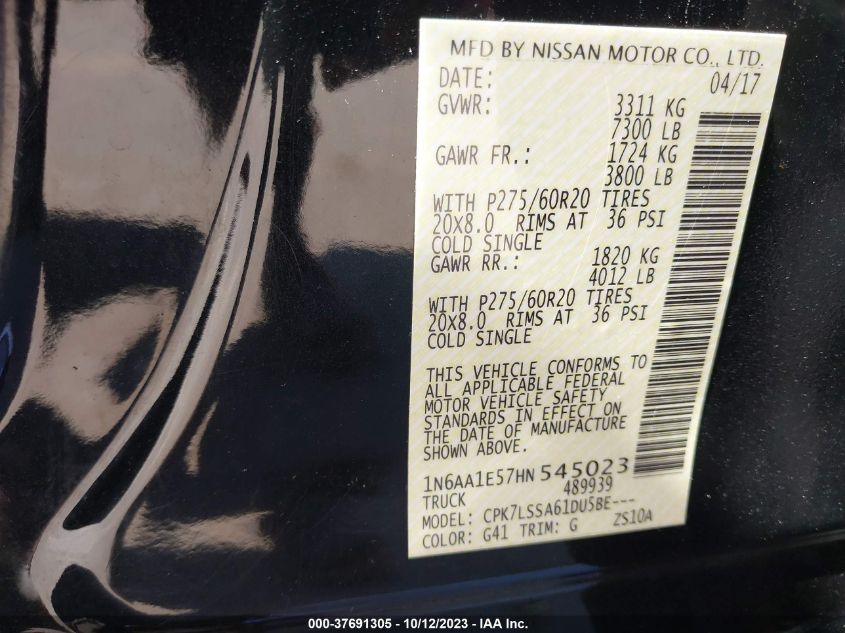 MFD BY NISSAN MOTOR CO., LTD.
DATE: 04/17
GVWR: 3311 KG
7300 LB
GAWR FR.: 1724 KG
3800 LB
WITH P275/60R20 TIRES
20X8.0 RIMS AT 36 PSI
COLD SINGLE
GAWR RR.: 1820 KG
4012 LB
WITH P275/60R20 TIRES
20X8.0 RIMS AT 36 PSI
COLD SINGLE
THIS VEHICLE CONFORMS TO
ALL APPLICABLE FEDERAL
MOTOR VEHICLE SAFETY
STANDARDS IN EFFECT ON
THE DATE OF MANUFACTURE
SHOWN ABOVE.
1N6AA1E57HN545023
TRUCK 489939
MODEL: CPK7LSSA61DU5BE---
COLOR: G41 TRIM: G ZS10A
000-37691305 - 10/12/2023 - IAA Inc.